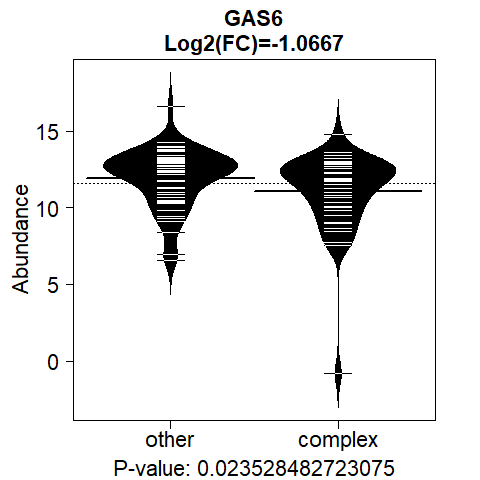 GAS6
Log2(FC)=-1.0667
Abundance
15
10
5
0
other complex
P-value: 0.023528482723075